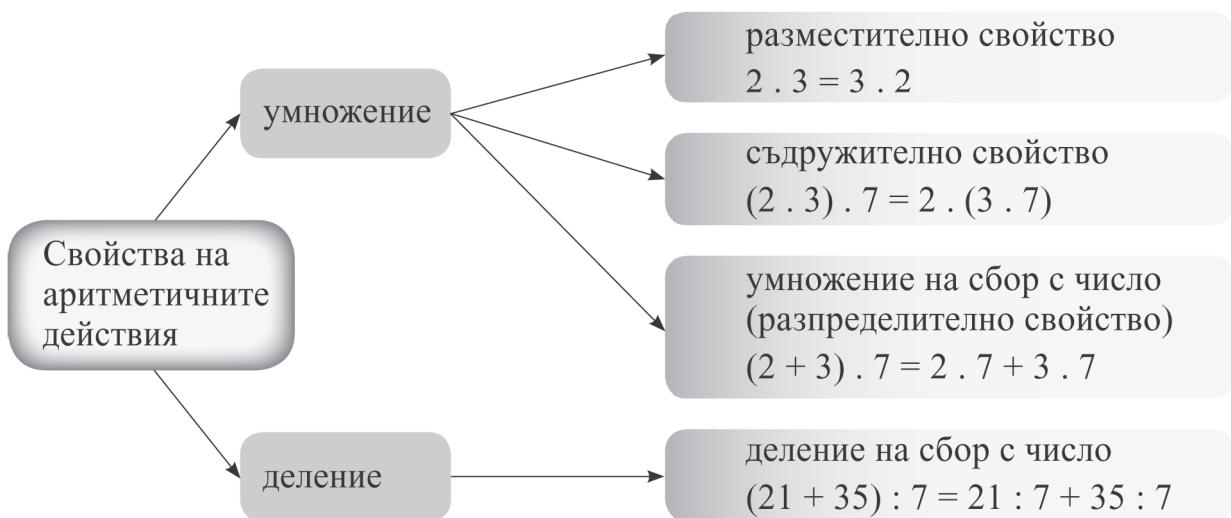 Свойства на
аритметичните
действия
умножение
деление
разместително свойство
2 . 3 = 3 . 2
съдружително свойство
(2 . 3) . 7 = 2 . (3 . 7)
умножение на сбор с число
(разпределително свойство)
(2 + 3) . 7 = 2 . 7 + 3 . 7
деление на сбор с число
(21 + 35) : 7 = 21 : 7 + 35 : 7